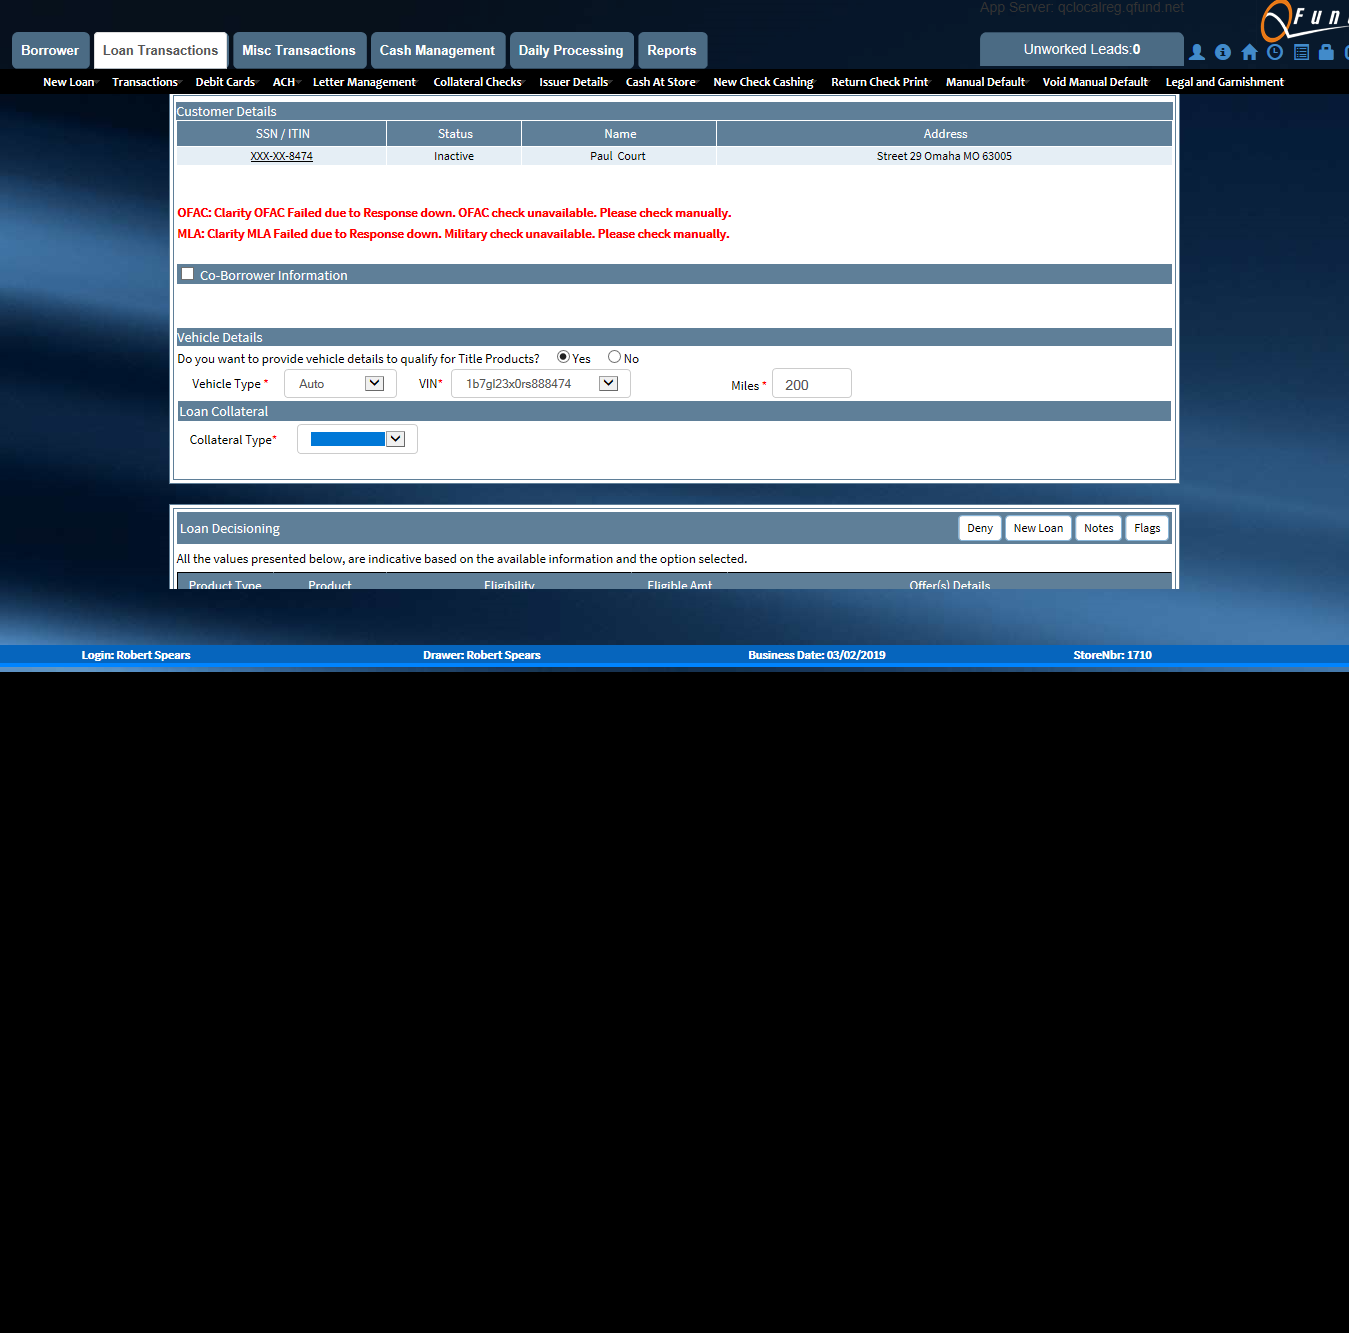 App Server: qclocalreg.qfund.net
QFun
Borrower Loan Transactions Misc Transactions Cash Management Daily Processing Reports Unworked Leads:0
New Loan Transactions Debit Cards ACH Letter Management Collateral Checks Issuer Details Cash At Store New Check Cashing Return Check Print Manual Default Void Manual Default Legal and Garnishment
Customer Details
SSN / ITIN Status Name Address
XXX-XX-8474 Inactive Paul Court Street 29 Omaha MO 63005
OFAC: Clarity OFAC Failed due to Response down. OFAC check unavailable. Please check manually.
MLA: Clarity MLA Failed due to Response down. Military check unavailable. Please check manually.
Co-Borrower Information
Vehicle Details
Do you want to provide vehicle details to qualify for Title Products? Yes No
Vehicle Type * Auto VIN* 1b7gl23x0rs888474 Miles * 200
Loan Collateral
Collateral Type*
Loan Decisioning Deny New Loan Notes Flags
All the values presented below, are indicative based on the available information and the option selected.
Product Type Product Eligibility Eligible Amt Offer(s) Details
Login: Robert Spears Drawer: Robert Spears Business Date: 03/02/2019 StoreNbr: 1710